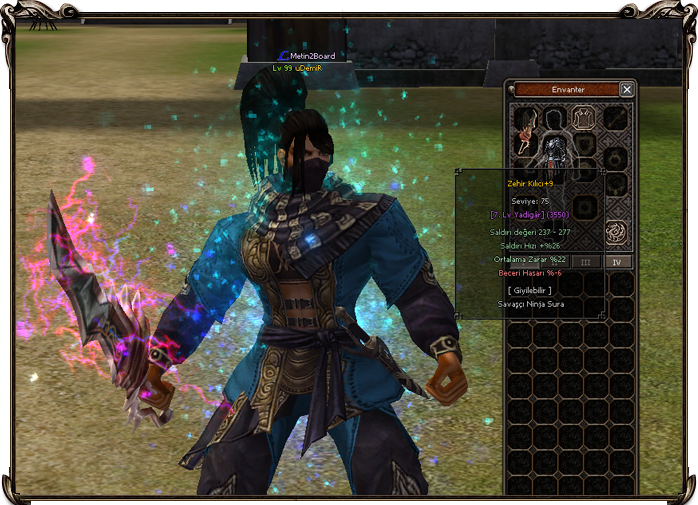 Metin2Board
Lv 99 uDemiR
Envanter
Zehir Kılıcı+9
Seviye: 75
[7. Lv Yadigâr] (3550)
Saldırı değeri 237 - 277
Saldırı Hızı +%26
Ortalama Zarar %22
Beceri Hasarı %-6
III
IV
[ Giyilebilir ]
Savaşçı Ninja Sura